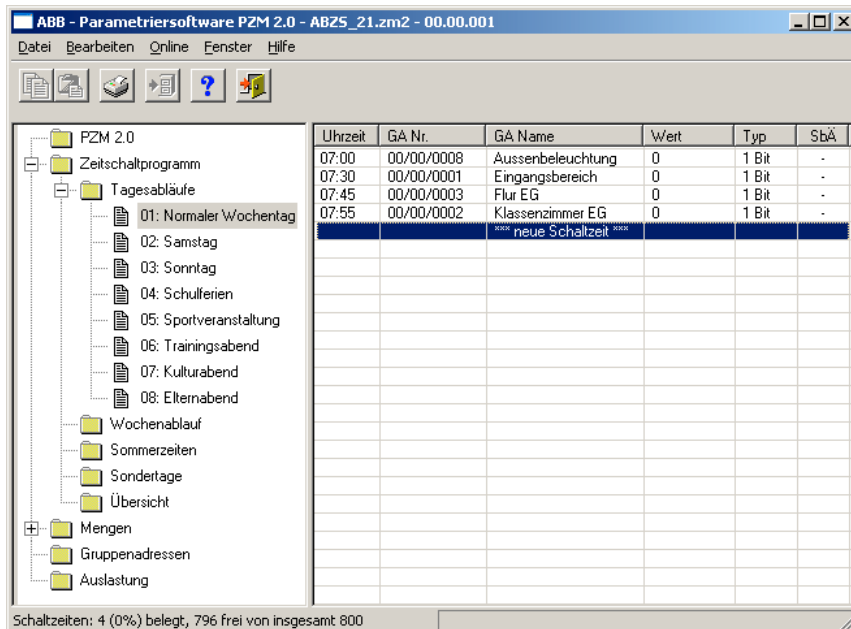 ABB - Parametriersoftware PZM 2.0 - ABZS_21.zm2 - 00.00.001
Datei Bearbeiten Online Fenster Hilfe
PZM 2.0
Zeitschaltprogramm
Tagesabläufe
01: Normaler Wochentag
02: Samstag
03: Sonntag
04: Schulferien
05: Sportveranstaltung
06: Trainingsabend
07: Kulturabend
08: Elternabend
Wochenablauf
Sommerzeiten
Sondertage
Übersicht
Mengen
Gruppenadressen
Auslastung
Uhrzeit GA Nr. GA Name Wert Typ SbÄ
07:00 00/00/0008 Aussenbeleuchtung 0 1 Bit -
07:30 00/00/0001 Eingangsbereich 0 1 Bit -
07:45 00/00/0003 Flur EG 0 1 Bit -
07:55 00/00/0002 Klassenzimmer EG 0 1 Bit -
*** neue Schaltzeit ***
Schaltzeiten: 4 (0%) belegt, 796 frei von insgesamt 800